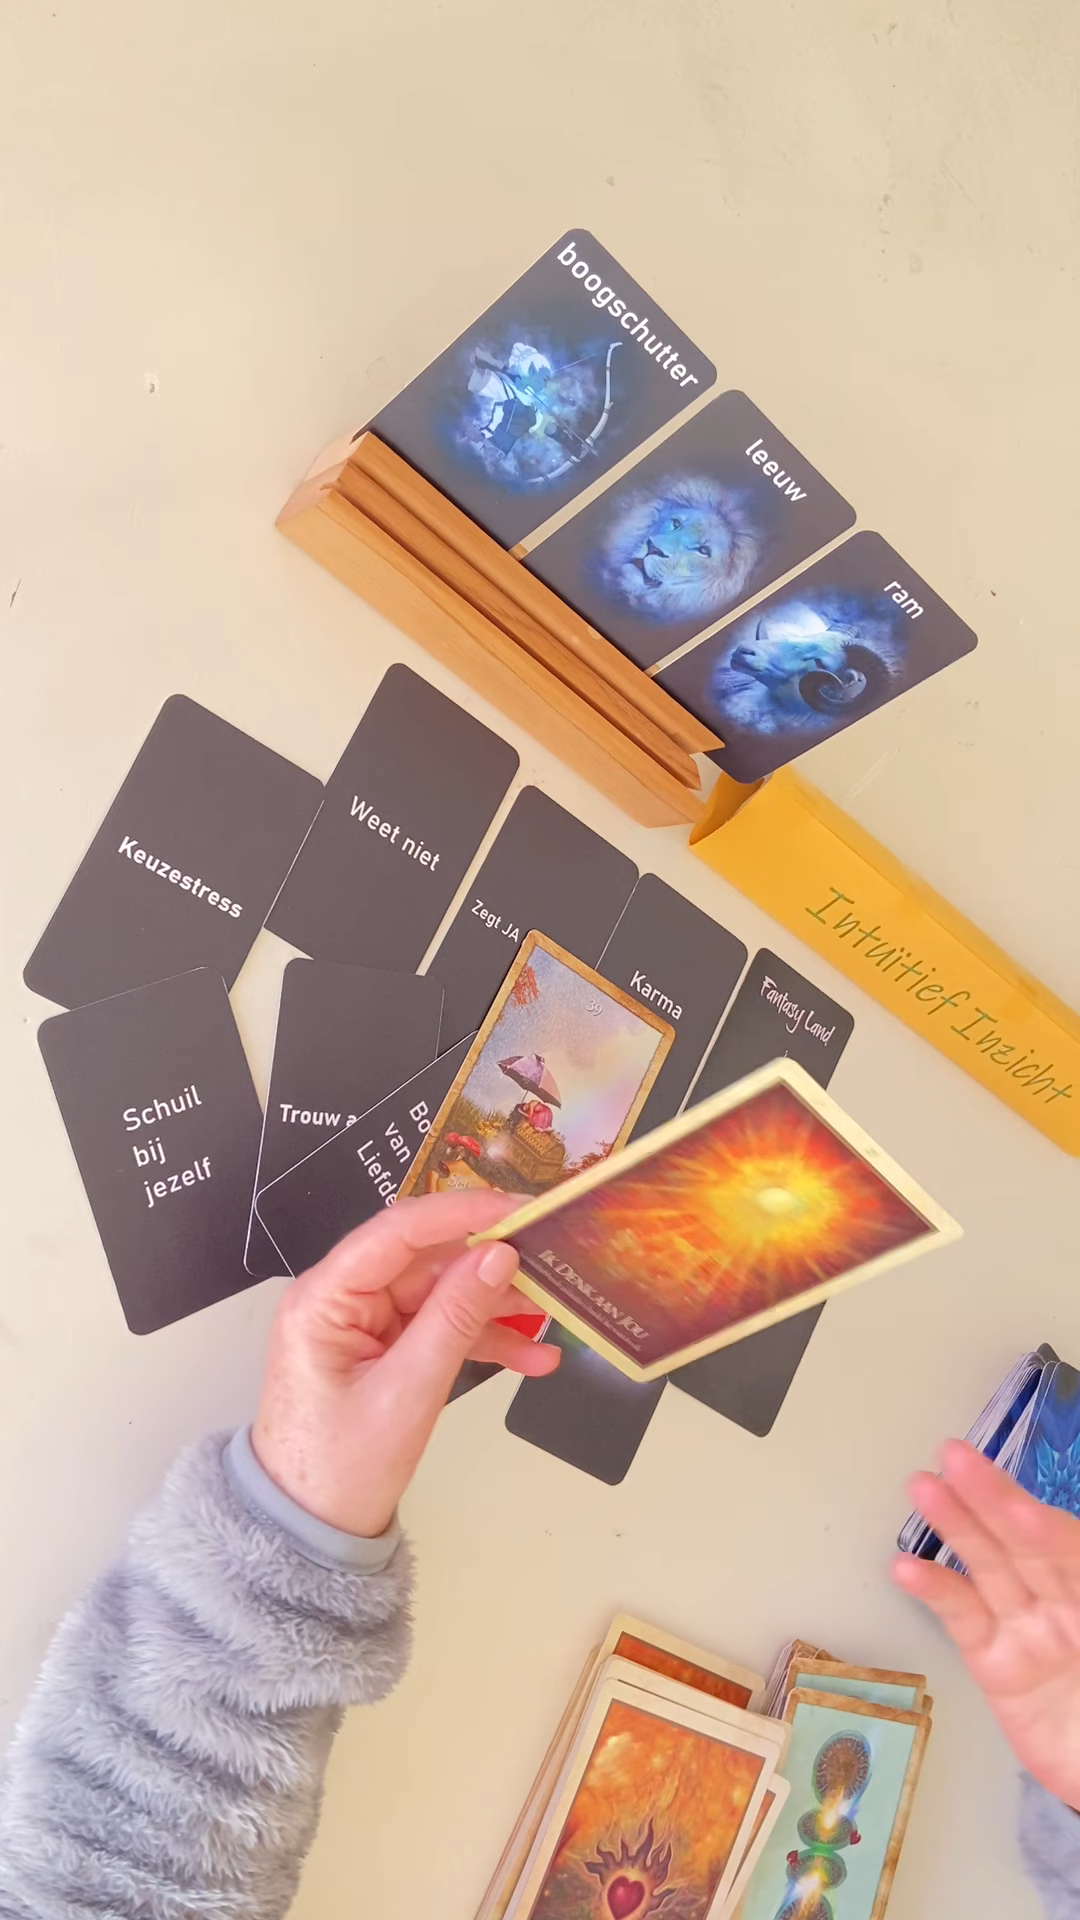 boogschutter
leeuw
ram
Intuïtief Inzicht
Keuzestress
Weet niet
Zegt JA
Karma
Fantasy Land
Schuil
bij
jezelf
Trouw
van
Liefde
39
IK DENK AAN JOU